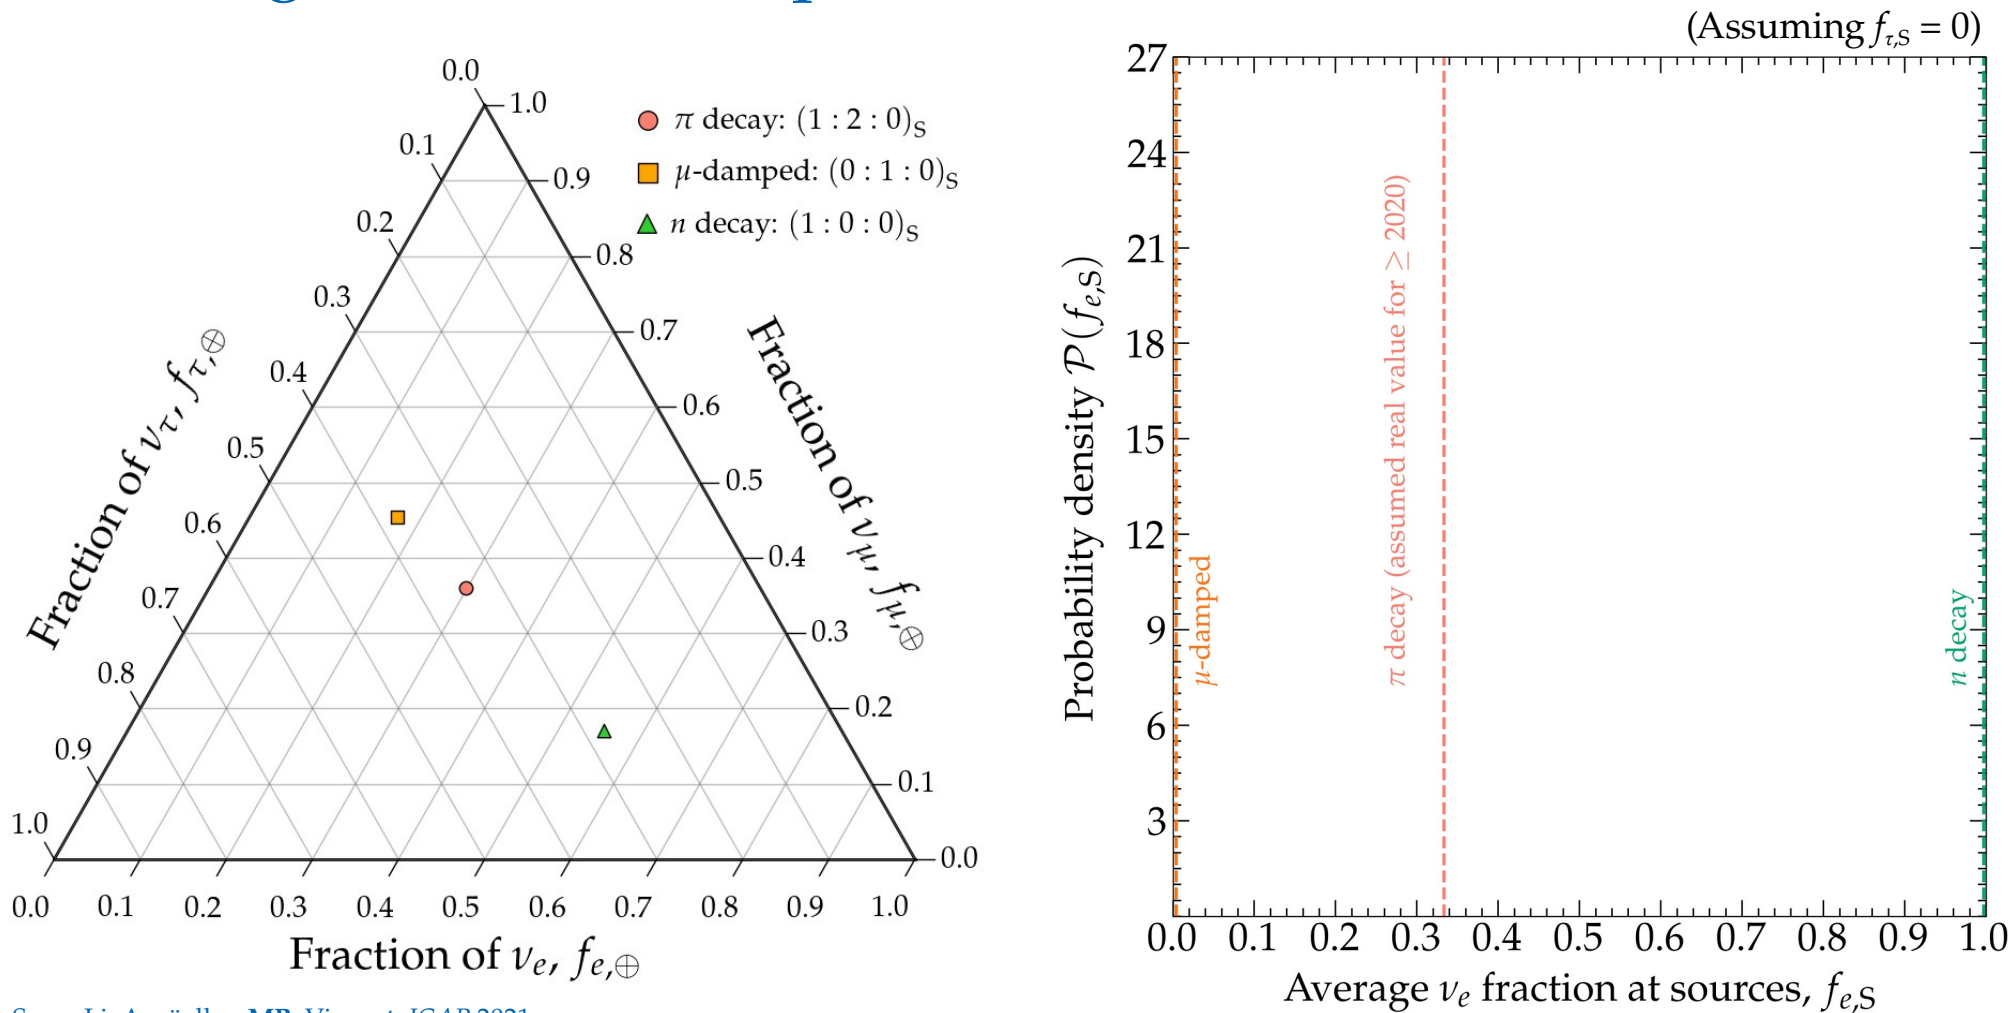 0.0
1.0
0.1
0.9
0.2
0.8
0.3
0.7
0.4
0.6
0.5
0.5
0.6
0.4
0.7
0.3
0.8
0.2
0.9
0.1
1.0
0.0
0.0 0.1 0.2 0.3 0.4 0.5 0.6 0.7 0.8 0.9 1.0
Fraction of ντ, fτ,⊕
Fraction of νμ, fμ,⊕
Fraction of νe, fe,⊕
π decay: (1 : 2 : 0)S
μ-damped: (0 : 1 : 0)S
n decay: (1 : 0 : 0)S
MB
2021
(Assuming fτ,S = 0)
27
24
21
18
15
12
9
6
3
0.0 0.1 0.2 0.3 0.4 0.5 0.6 0.7 0.8 0.9 1.0
Probability density P(fe,S)
μ-damped
π decay (assumed real value for ≥ 2020)
n decay
Average νe fraction at sources, fe,S